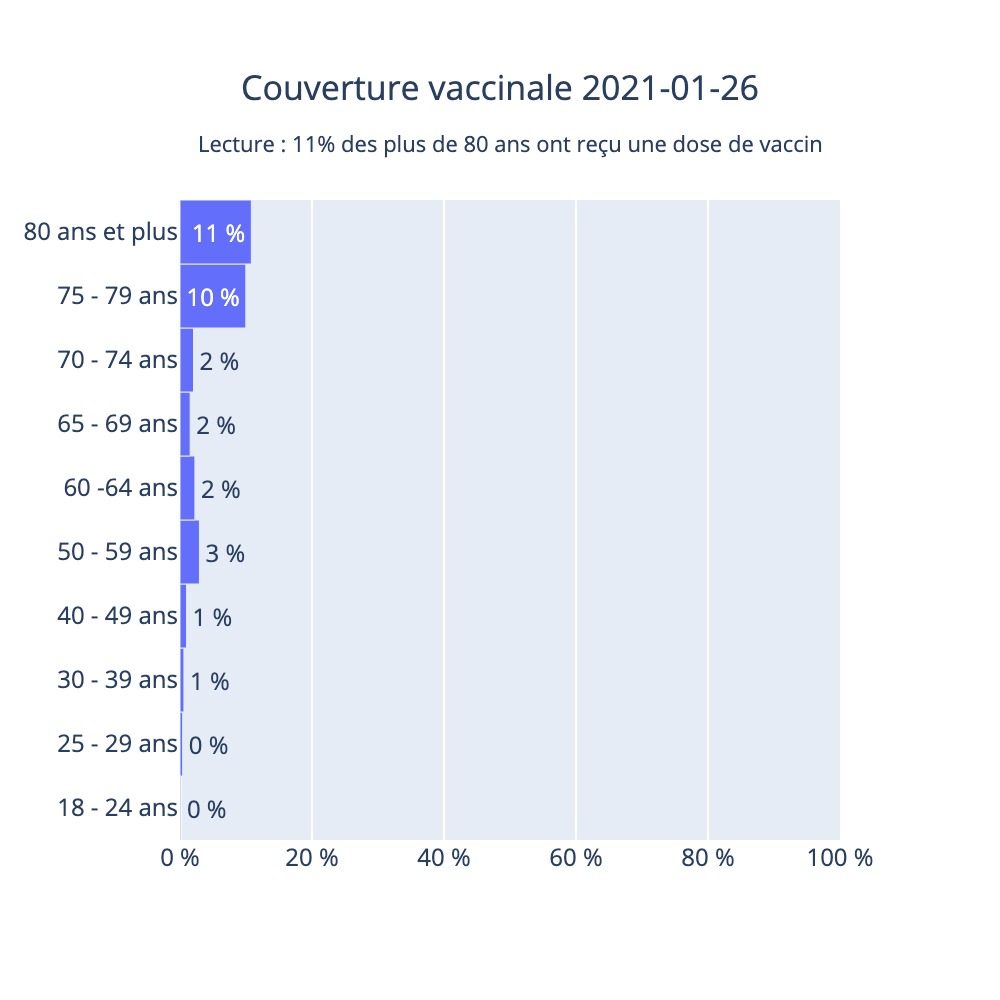 Couverture vaccinale 2021-01-26
Lecture : 11% des plus de 80 ans ont reçu une dose de vaccin
80 ans et plus 11 %
75 - 79 ans 10 %
70 - 74 ans 2 %
65 - 69 ans 2 %
60 -64 ans 2 %
50 - 59 ans 3 %
40 - 49 ans 1 %
30 - 39 ans 1 %
25 - 29 ans 0 %
18 - 24 ans 0 %
0 % 20 % 40 % 60 % 80 % 100 %